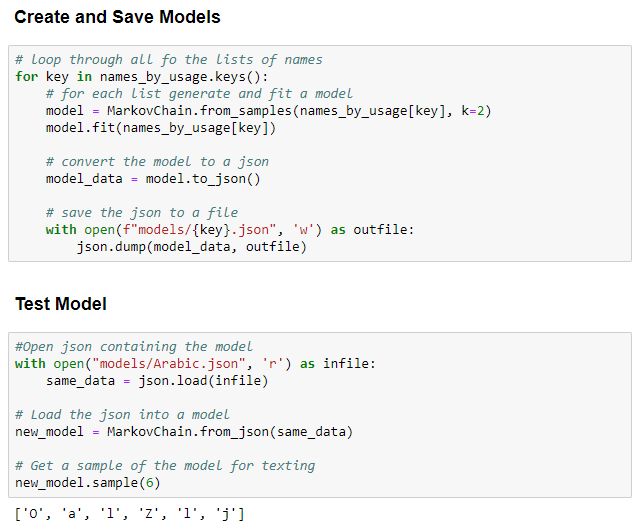 Create and Save Models
# loop through all fo the lists of names
for key in names_by_usage.keys():
    # for each list generate and fit a model
    model = MarkovChain.from_samples(names_by_usage[key], k=2)
    model.fit(names_by_usage[key])

    # convert the model to a json
    model_data = model.to_json()

    # save the json to a file
    with open(f"models/{key}.json", 'w') as outfile:
        json.dump(model_data, outfile)

Test Model
#Open json containing the model
with open("models/Arabic.json", 'r') as infile:
    same_data = json.load(infile)

# Load the json into a model
new_model = MarkovChain.from_json(same_data)

# Get a sample of the model for texting
new_model.sample(6)
['O', 'a', 'l', 'Z', 'l', 'j']